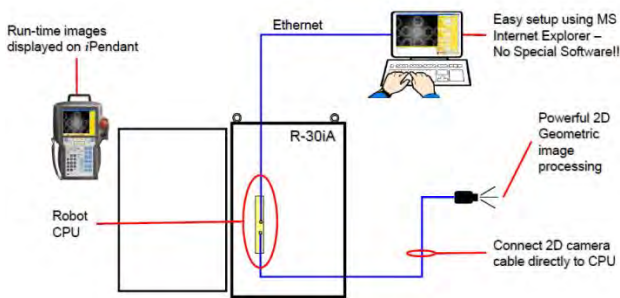 Run-time images
displayed on iPendant
Ethernet
Easy setup using MS
Internet Explorer –
No Special Software!!
R-30iA
Powerful 2D
Geometric
image
processing
Robot
CPU
Connect 2D camera
cable directly to CPU